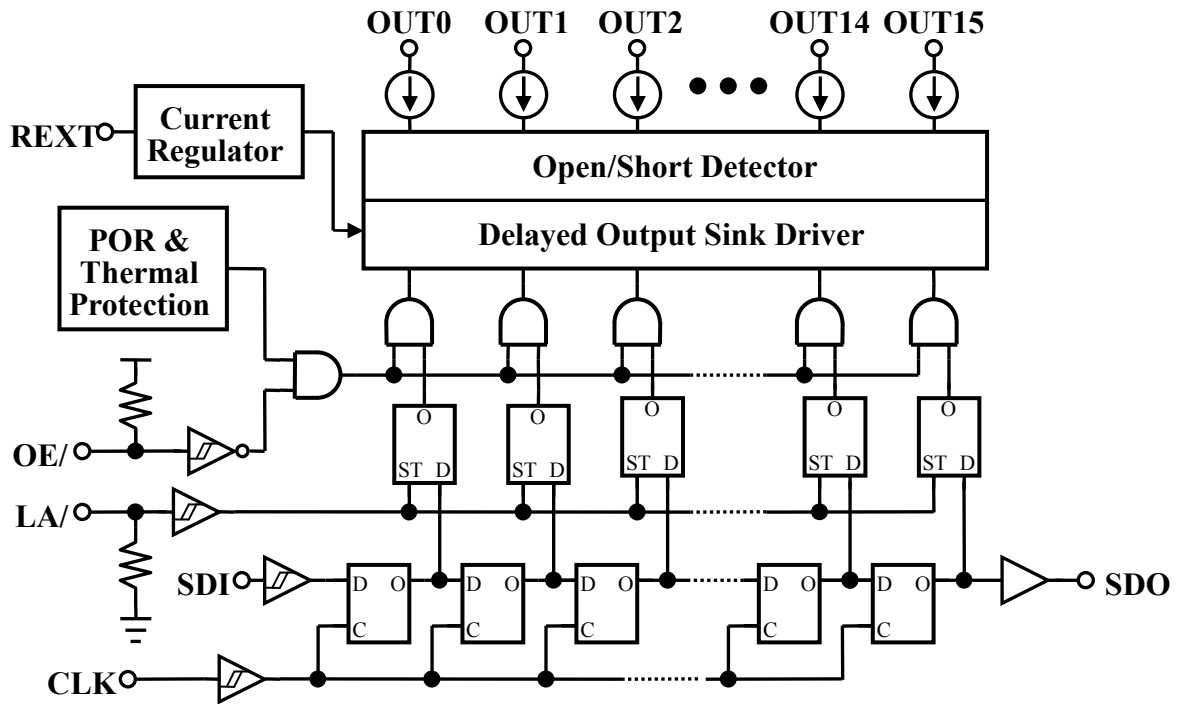 OUT0 OUT1 OUT2 OUT14 OUT15
REXT
Current
Regulator
Open/Short Detector
Delayed Output Sink Driver
POR &
Thermal
Protection
OE/
O O O O O
ST D ST D ST D ST D ST D
LA/
SDI
D O D O D O D O D O
C C C C C
SDO
CLK